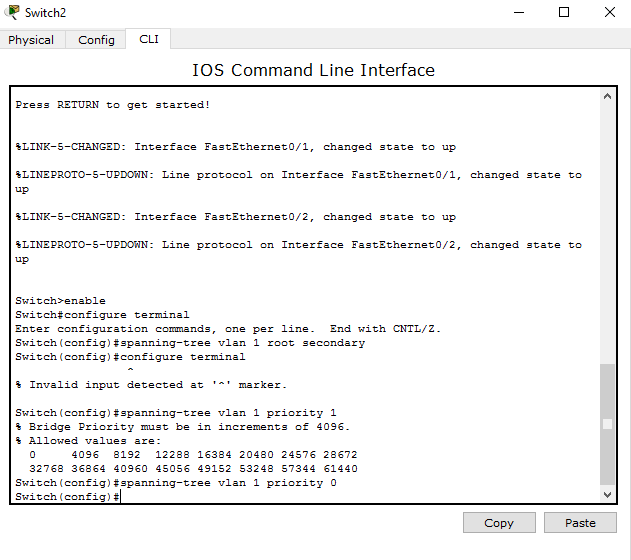 Switch2
Physical Config CLI
IOS Command Line Interface
Press RETURN to get started!
%LINK-5-CHANGED: Interface FastEthernet0/1, changed state to up
%LINEPROTO-5-UPDOWN: Line protocol on Interface FastEthernet0/1, changed state to
up
%LINK-5-CHANGED: Interface FastEthernet0/2, changed state to up
%LINEPROTO-5-UPDOWN: Line protocol on Interface FastEthernet0/2, changed state to
up
Switch>enable
Switch#configure terminal
Enter configuration commands, one per line.  End with CNTL/Z.
Switch(config)#spanning-tree vlan 1 root secondary
Switch(config)#configure terminal
^
% Invalid input detected at '^' marker.
Switch(config)#spanning-tree vlan 1 priority 1
% Bridge Priority must be in increments of 4096.
% Allowed values are:
0     4096  8192  12288 16384 20480 24576 28672
32768 36864 40960 45056 49152 53248 57344 61440
Switch(config)#spanning-tree vlan 1 priority 0
Switch(config)#
Copy Paste